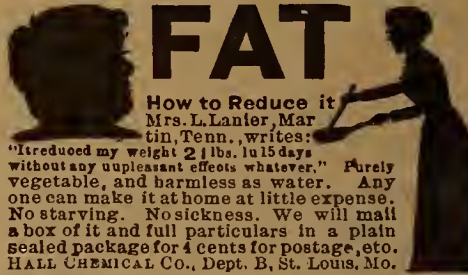 FAT
How to Reduce it
Mrs. L. Lanier, Mar
tin, Tenn., writes:
"It reduced my weight 21 lbs. in 15 days
without any unpleasant effects whatever." Purely
vegetable, and harmless as water. Any
one can make it at home at little expense.
No starving. No sickness. We will mail
a box of it and full particulars in a plain
sealed package for 4 cents for postage, etc.
HALL CHEMICAL Co., Dept. B, St. Louis, Mo.